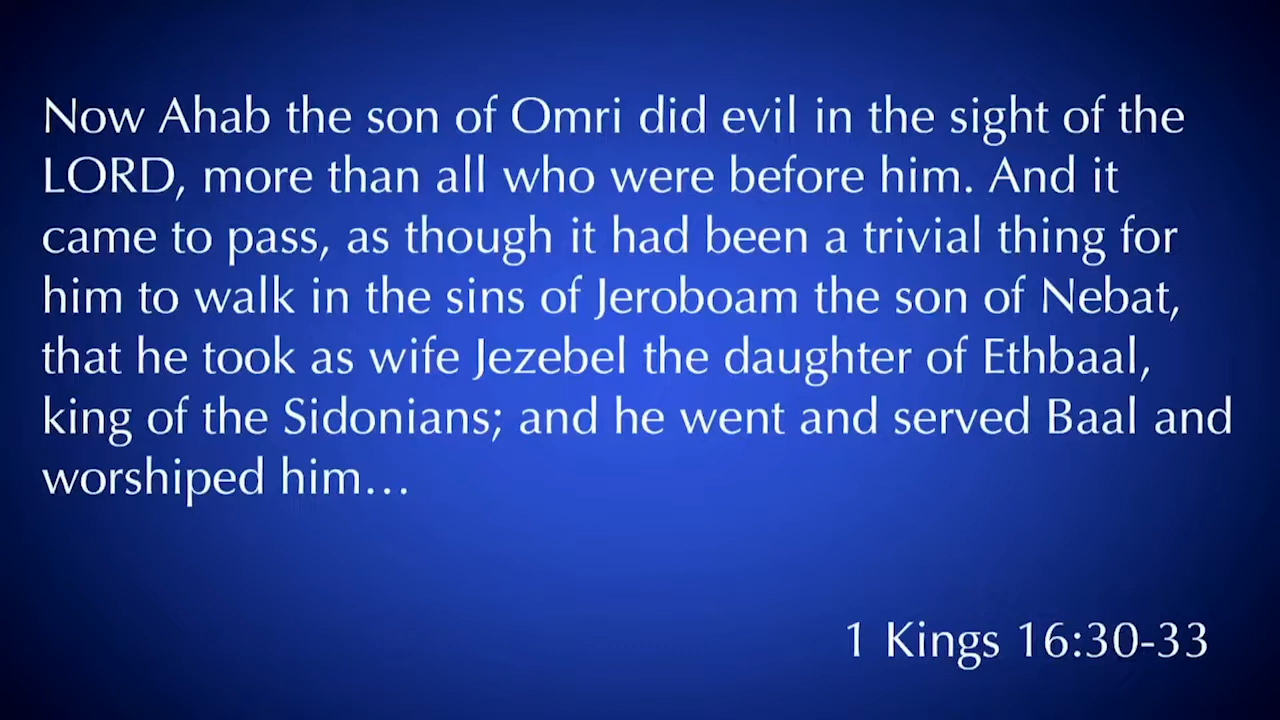 Now Ahab the son of Omri did evil in the sight of the
LORD, more than all who were before him. And it
came to pass, as though it had been a trivial thing for
him to walk in the sins of Jeroboam the son of Nebat,
that he took as wife Jezebel the daughter of Ethbaal,
king of the Sidonians; and he went and served Baal and
worshiped him…
1 Kings 16:30-33